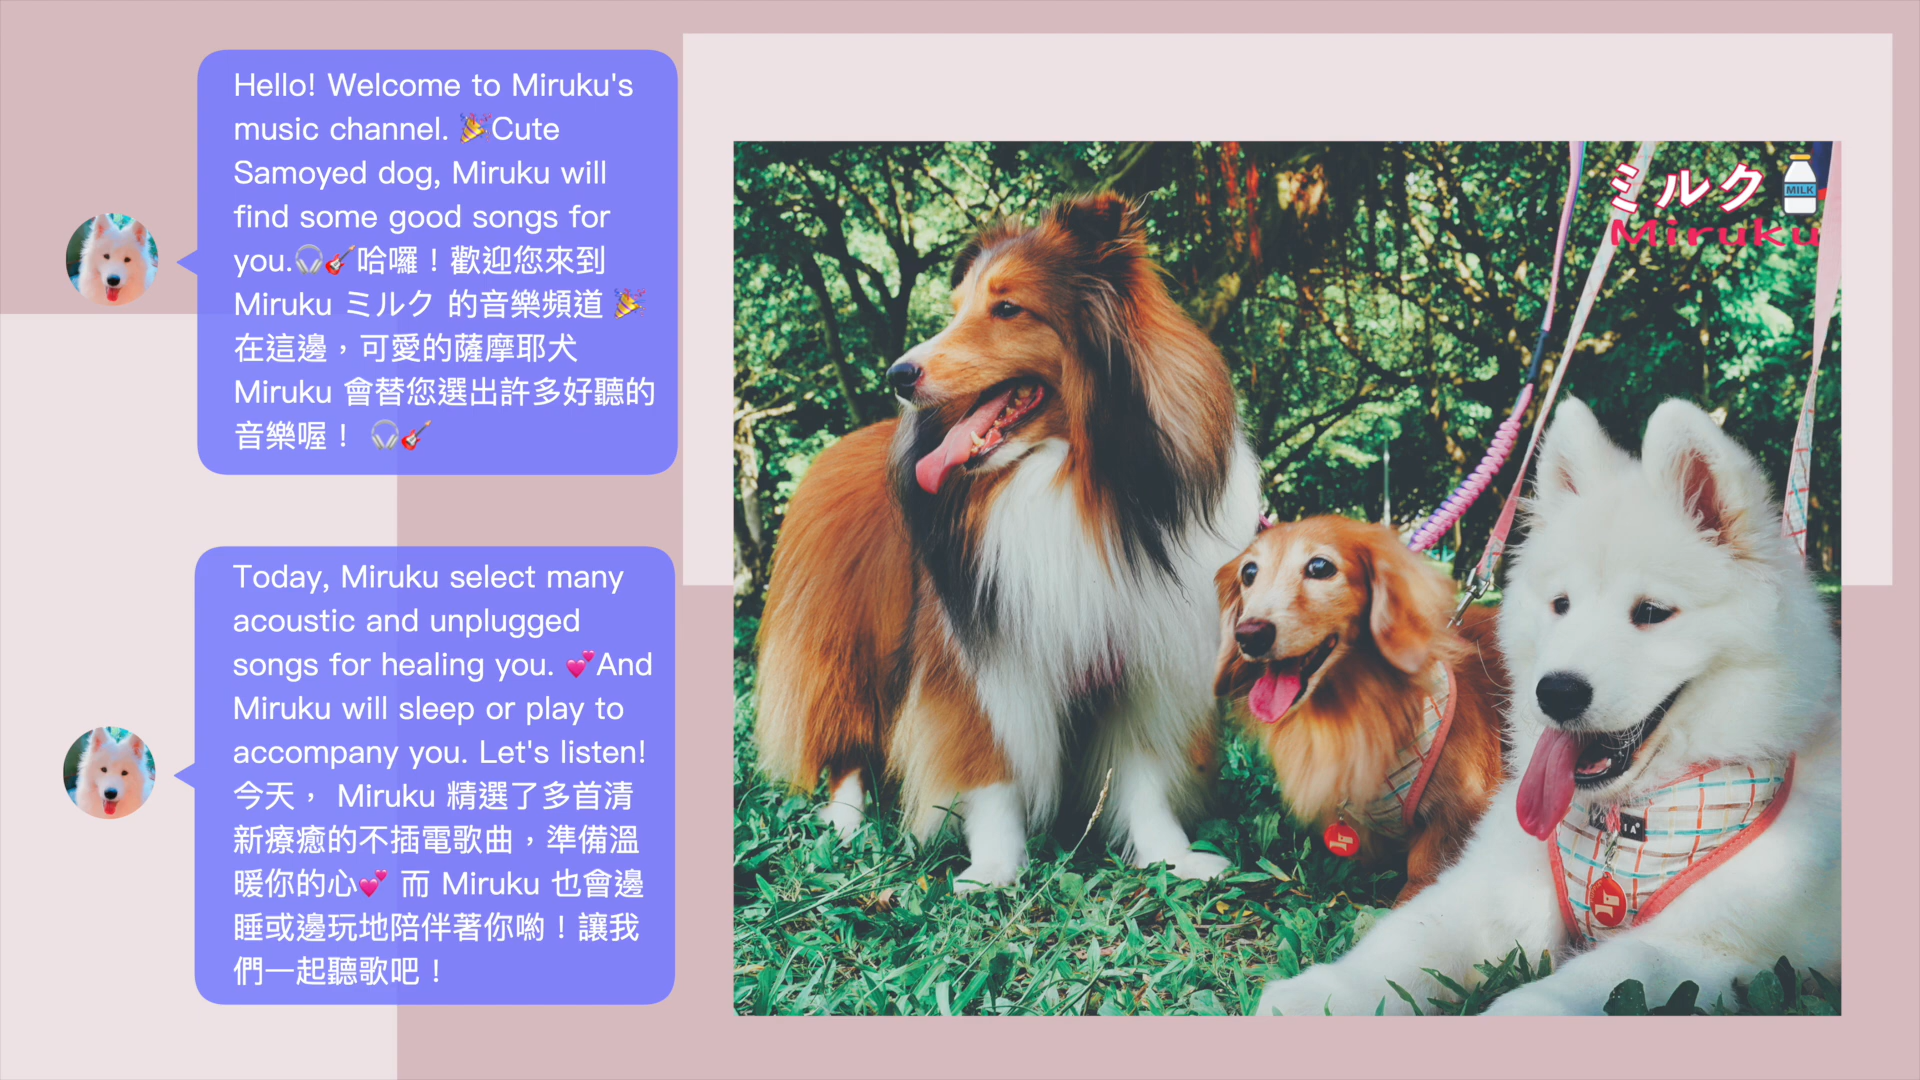 Hello! Welcome to Miruku's
music channel. 🎉Cute
Samoyed dog, Miruku will
find some good songs for
you.🎧🎸哈囉！歡迎您來到
Miruku ミルク 的音樂頻道 🎉
在這邊，可愛的薩摩耶犬
Miruku 會替您選出許多好聽的
音樂喔！ 🎧🎸
Today, Miruku select many
acoustic and unplugged
songs for healing you. 💕And
Miruku will sleep or play to
accompany you. Let's listen!
今天， Miruku 精選了多首清
新療癒的不插電歌曲，準備溫
暖你的心💕 而 Miruku 也會邊
睡或邊玩地陪伴著你喲！讓我
們一起聽歌吧！
ミルク
MILK
Miruku